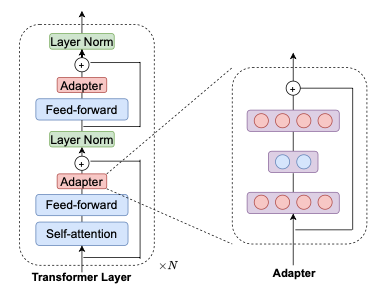 Layer Norm
+
Adapter
Feed-forward
Layer Norm
+
Adapter
Feed-forward
Self-attention
×N
Transformer Layer
+
Adapter